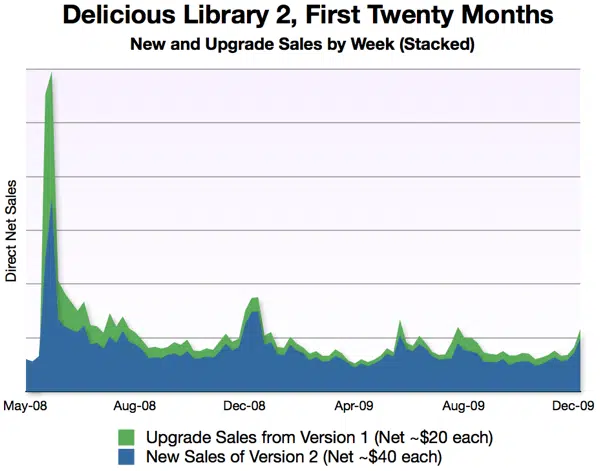 Delicious Library 2, First Twenty Months
New and Upgrade Sales by Week (Stacked)
Direct Net Sales
May-08 Aug-08 Dec-08 Apr-09 Aug-09 Dec-09
Upgrade Sales from Version 1 (Net ~$20 each)
New Sales of Version 2 (Net ~$40 each)